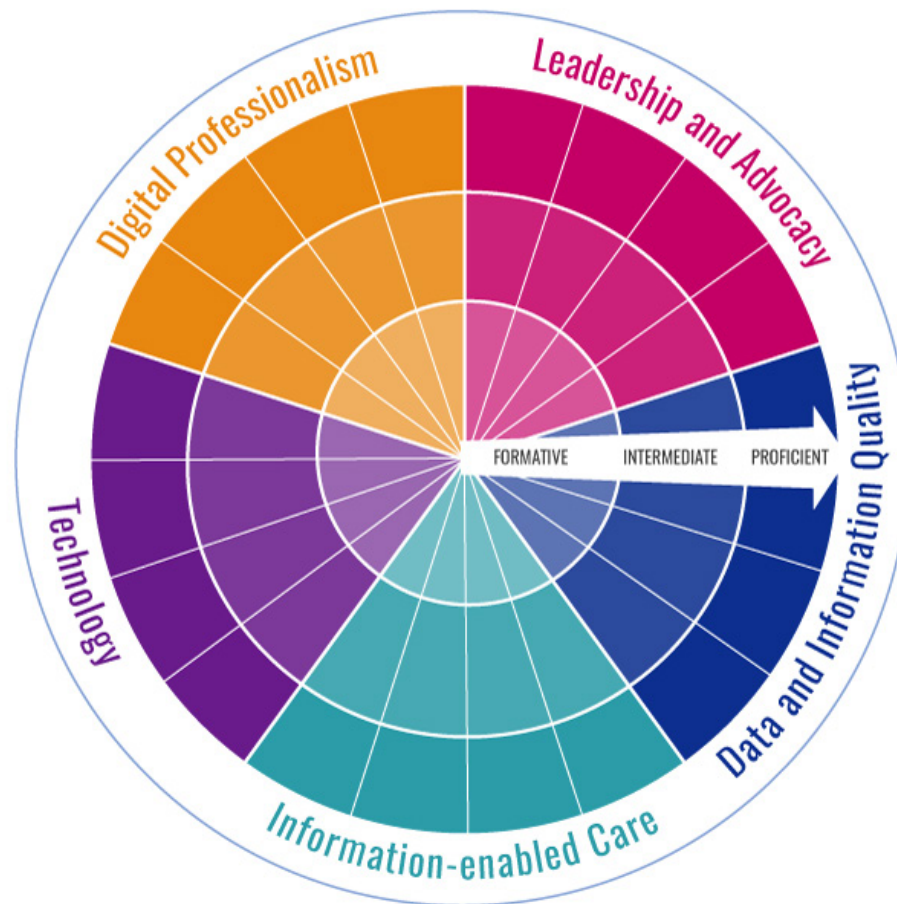 Digital Professionalism
Leadership and Advocacy
FORMATIVE
INTERMEDIATE
PROFICIENT
Data and Information Quality
Technology
Information-enabled Care